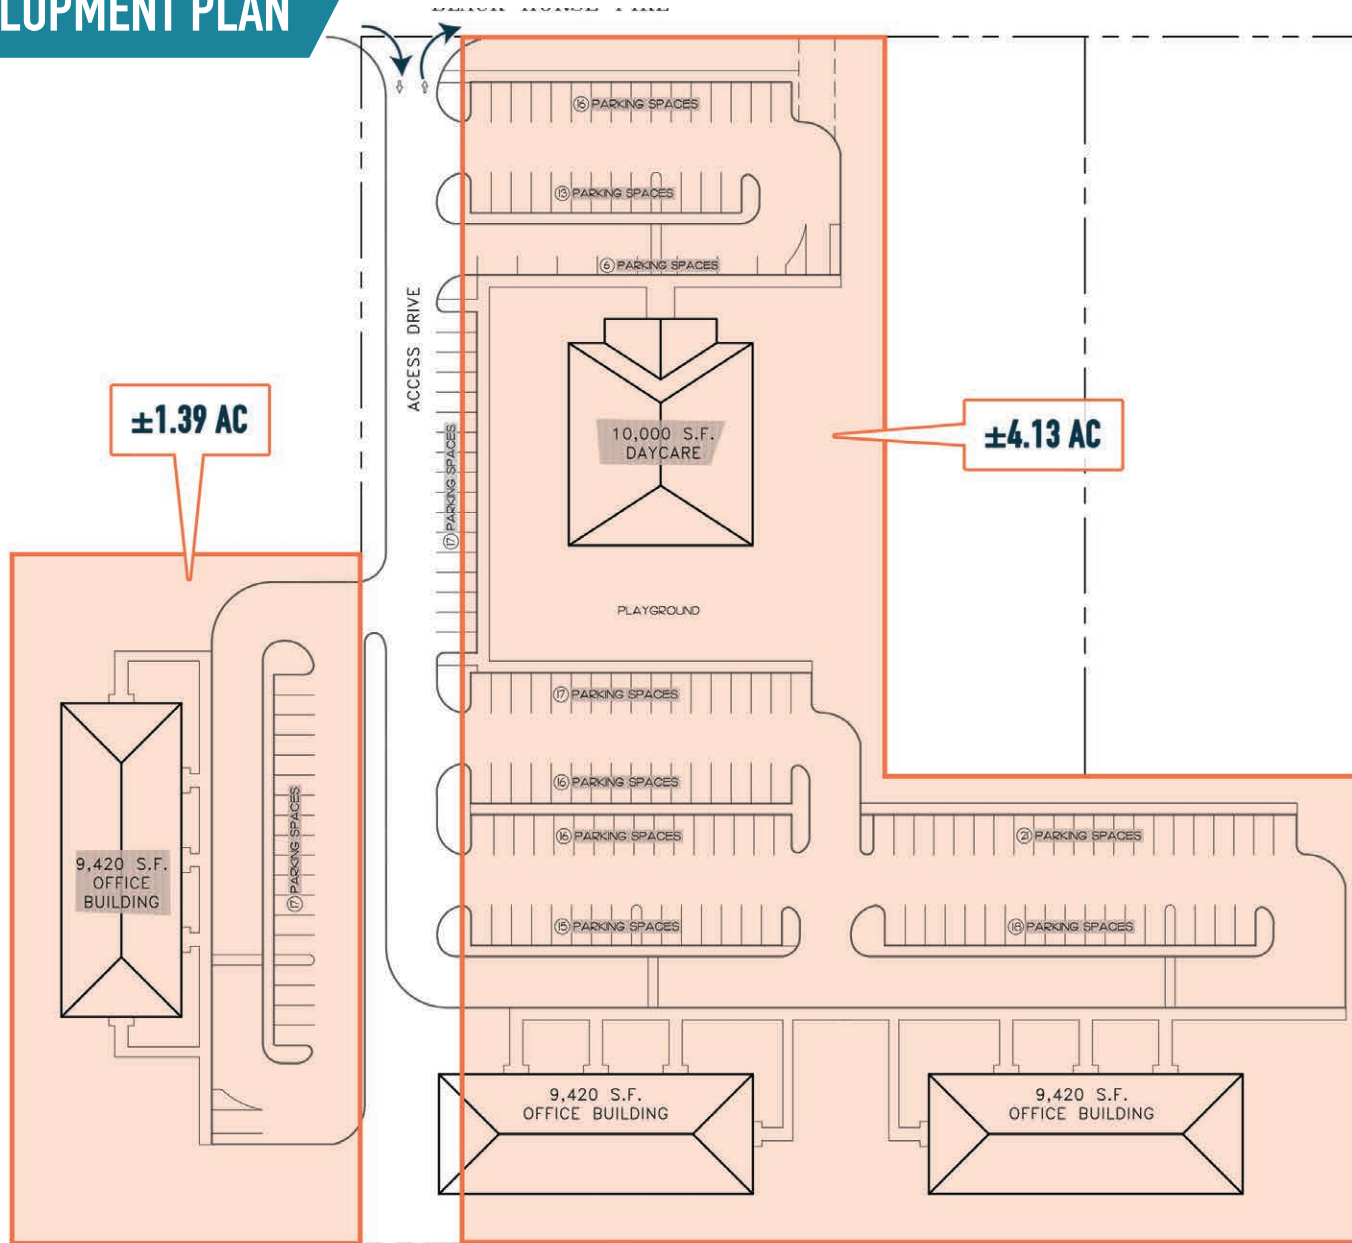 LOPMENT PLAN
BLACK HORSE PIKE
⑯ PARKING SPACES
⑬ PARKING SPACES
⑥ PARKING SPACES
ACCESS DRIVE
⑰ PARKING SPACES
10,000 S.F.
DAYCARE
±1.39 AC
±4.13 AC
PLAYGROUND
⑰ PARKING SPACES
⑯ PARKING SPACES
⑯ PARKING SPACES
㉑ PARKING SPACES
⑮ PARKING SPACES
⑱ PARKING SPACES
⑰ PARKING SPACES
9,420 S.F.
OFFICE
BUILDING
9,420 S.F.
OFFICE BUILDING
9,420 S.F.
OFFICE BUILDING